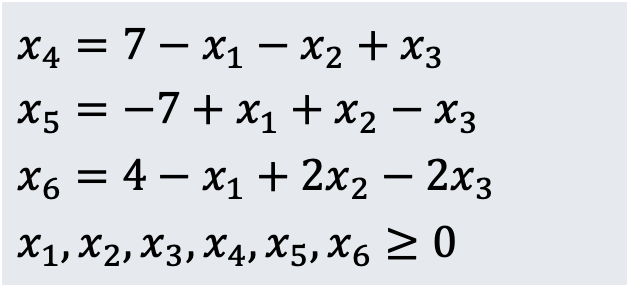 x₄ = 7 − x₁ − x₂ + x₃
x₅ = −7 + x₁ + x₂ − x₃
x₆ = 4 − x₁ + 2x₂ − 2x₃
x₁, x₂, x₃, x₄, x₅, x₆ ≥ 0